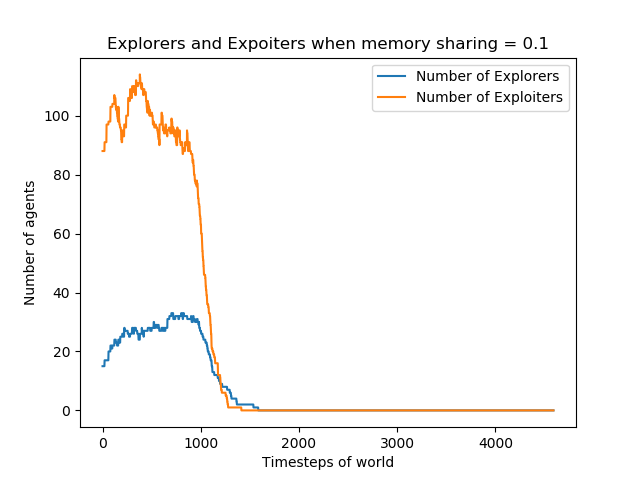 Explorers and Expoiters when memory sharing = 0.1
Number of Explorers
Number of Exploiters
Number of agents
100
80
60
40
20
0
0 1000 2000 3000 4000
Timesteps of world